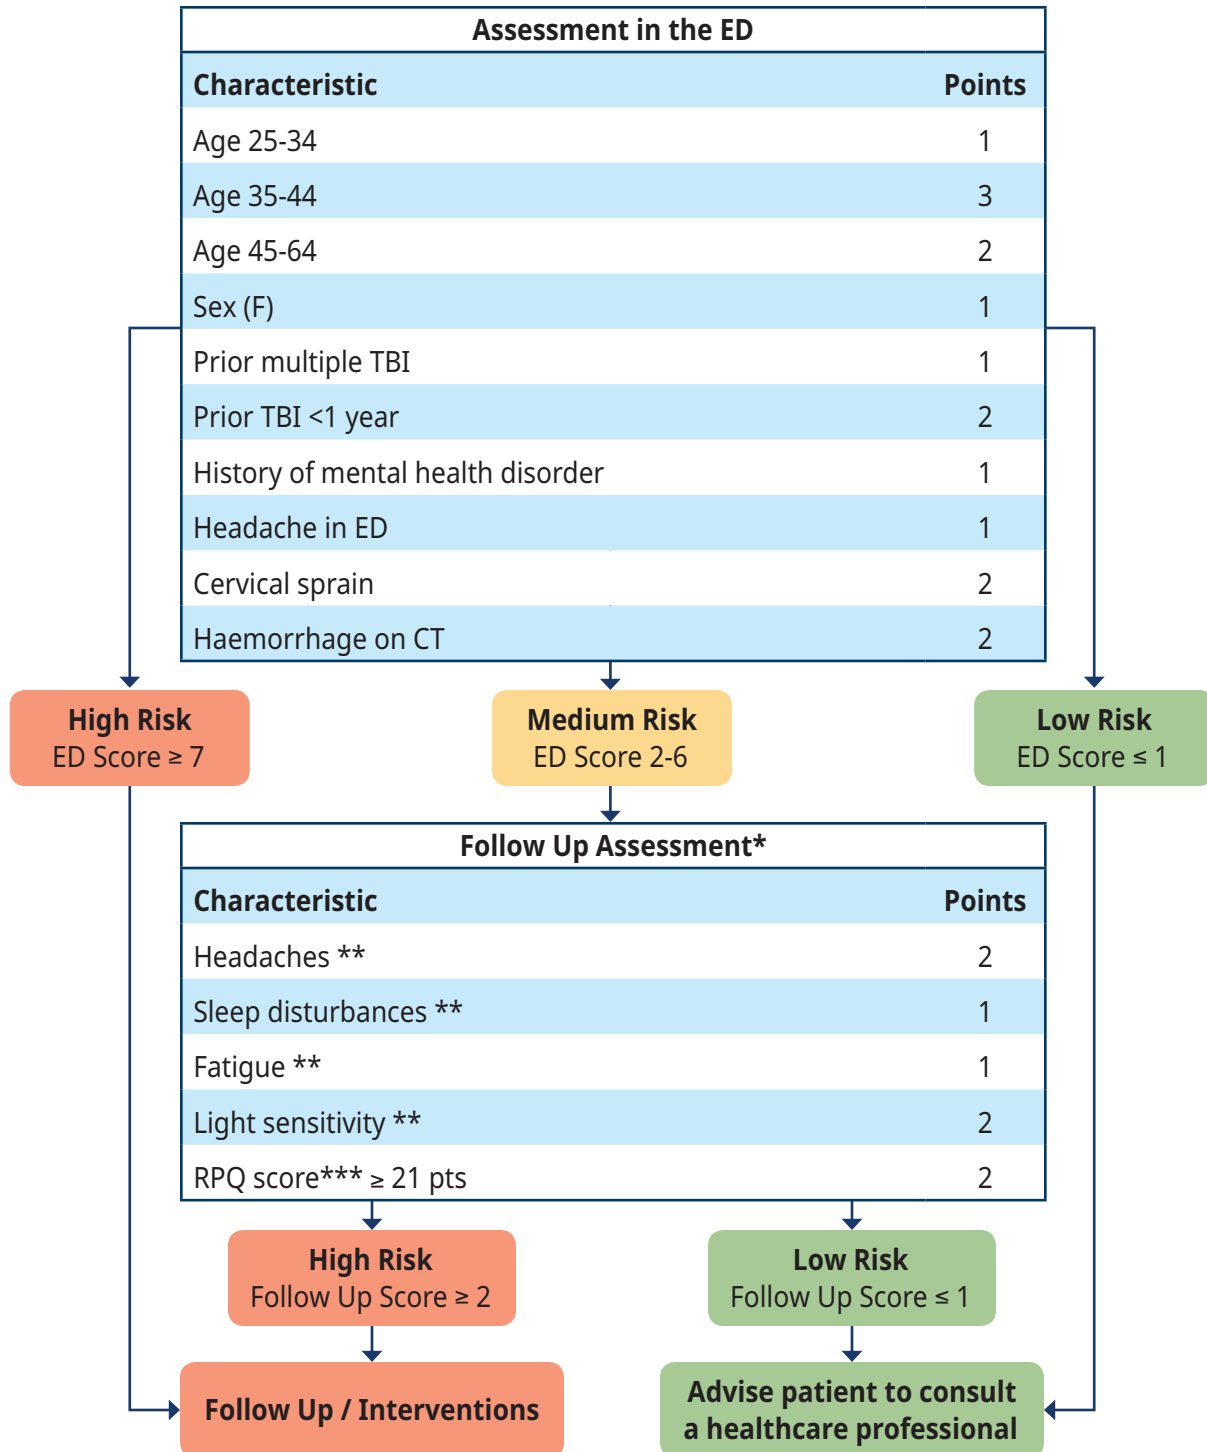 Assessment in the ED
Characteristic Points
Age 25-34 1
Age 35-44 3
Age 45-64 2
Sex (F) 1
Prior multiple TBI 1
Prior TBI <1 year 2
History of mental health disorder 1
Headache in ED 1
Cervical sprain 2
Haemorrhage on CT 2
High Risk
ED Score ≥ 7
Medium Risk
ED Score 2-6
Low Risk
ED Score ≤ 1
Follow Up Assessment*
Characteristic Points
Headaches ** 2
Sleep disturbances ** 1
Fatigue ** 1
Light sensitivity ** 2
RPQ score*** ≥ 21 pts 2
High Risk
Follow Up Score ≥ 2
Low Risk
Follow Up Score ≤ 1
Follow Up / Interventions
Advise patient to consult
a healthcare professional